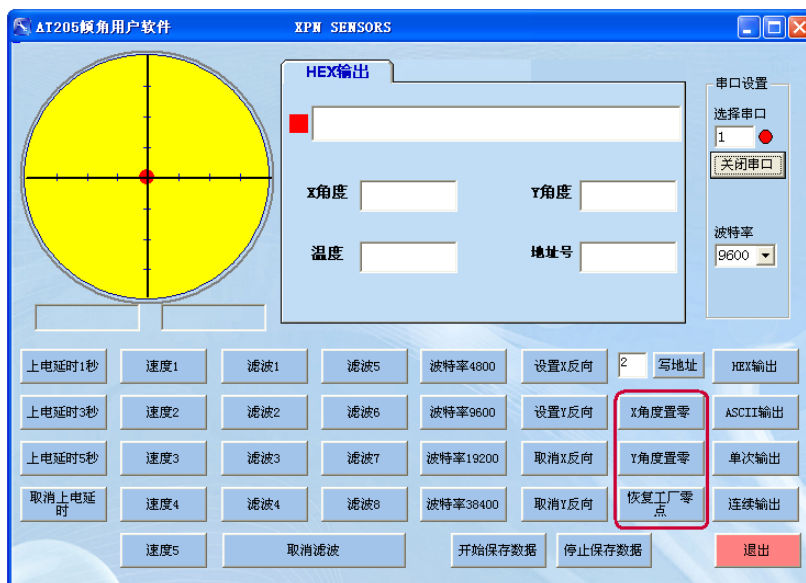 AT205倾角用户软件 XPN SENSORS
HEX输出
串口设置
选择串口
1
关闭串口
X角度
Y角度
波特率
温度
地址号
9600
上电延时1秒 速度1 滤波1 滤波5 波特率4800 设置X反向 2 写地址 HEX输出
上电延时3秒 速度2 滤波2 滤波6 波特率9600 设置Y反向 X角度置零 ASCII输出
上电延时5秒 速度3 滤波3 滤波7 波特率19200 取消X反向 Y角度置零 单次输出
取消上电延
时
速度4 滤波4 滤波8 波特率38400 取消Y反向
恢复工厂零
点
连续输出
速度5 取消滤波 开始保存数据 停止保存数据 退出